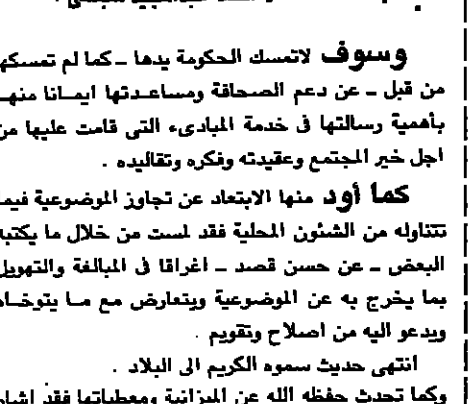 وسوف لاتمسك الحكومة يدها ـ كما لم تمسكها
من قبل ـ عن دعم الصحافة ومساعدتها ايمانا منها
بأهمية رسالتها فى خدمة المبادىء التى قامت عليها من
اجل خير المجتمع وعقيدته وفكره وتقاليده .
كما أود منها الابتعاد عن تجاوز الموضوعية فيما
تتناوله من الشئون المحلية فقد لمست من خلال ما يكتبه
البعض ـ عن حسن قصد ـ اغراقا فى المبالغة والتهويل
بما يخرج به عن الموضوعية ويتعارض مع ما يتوخاه
ويدعو اليه من اصلاح وتقويم .
انتهى حديث سموه الكريم الى البلاد .
وكما تحدث حفظه الله عن الميزانية ومعطياتها فقد اشار